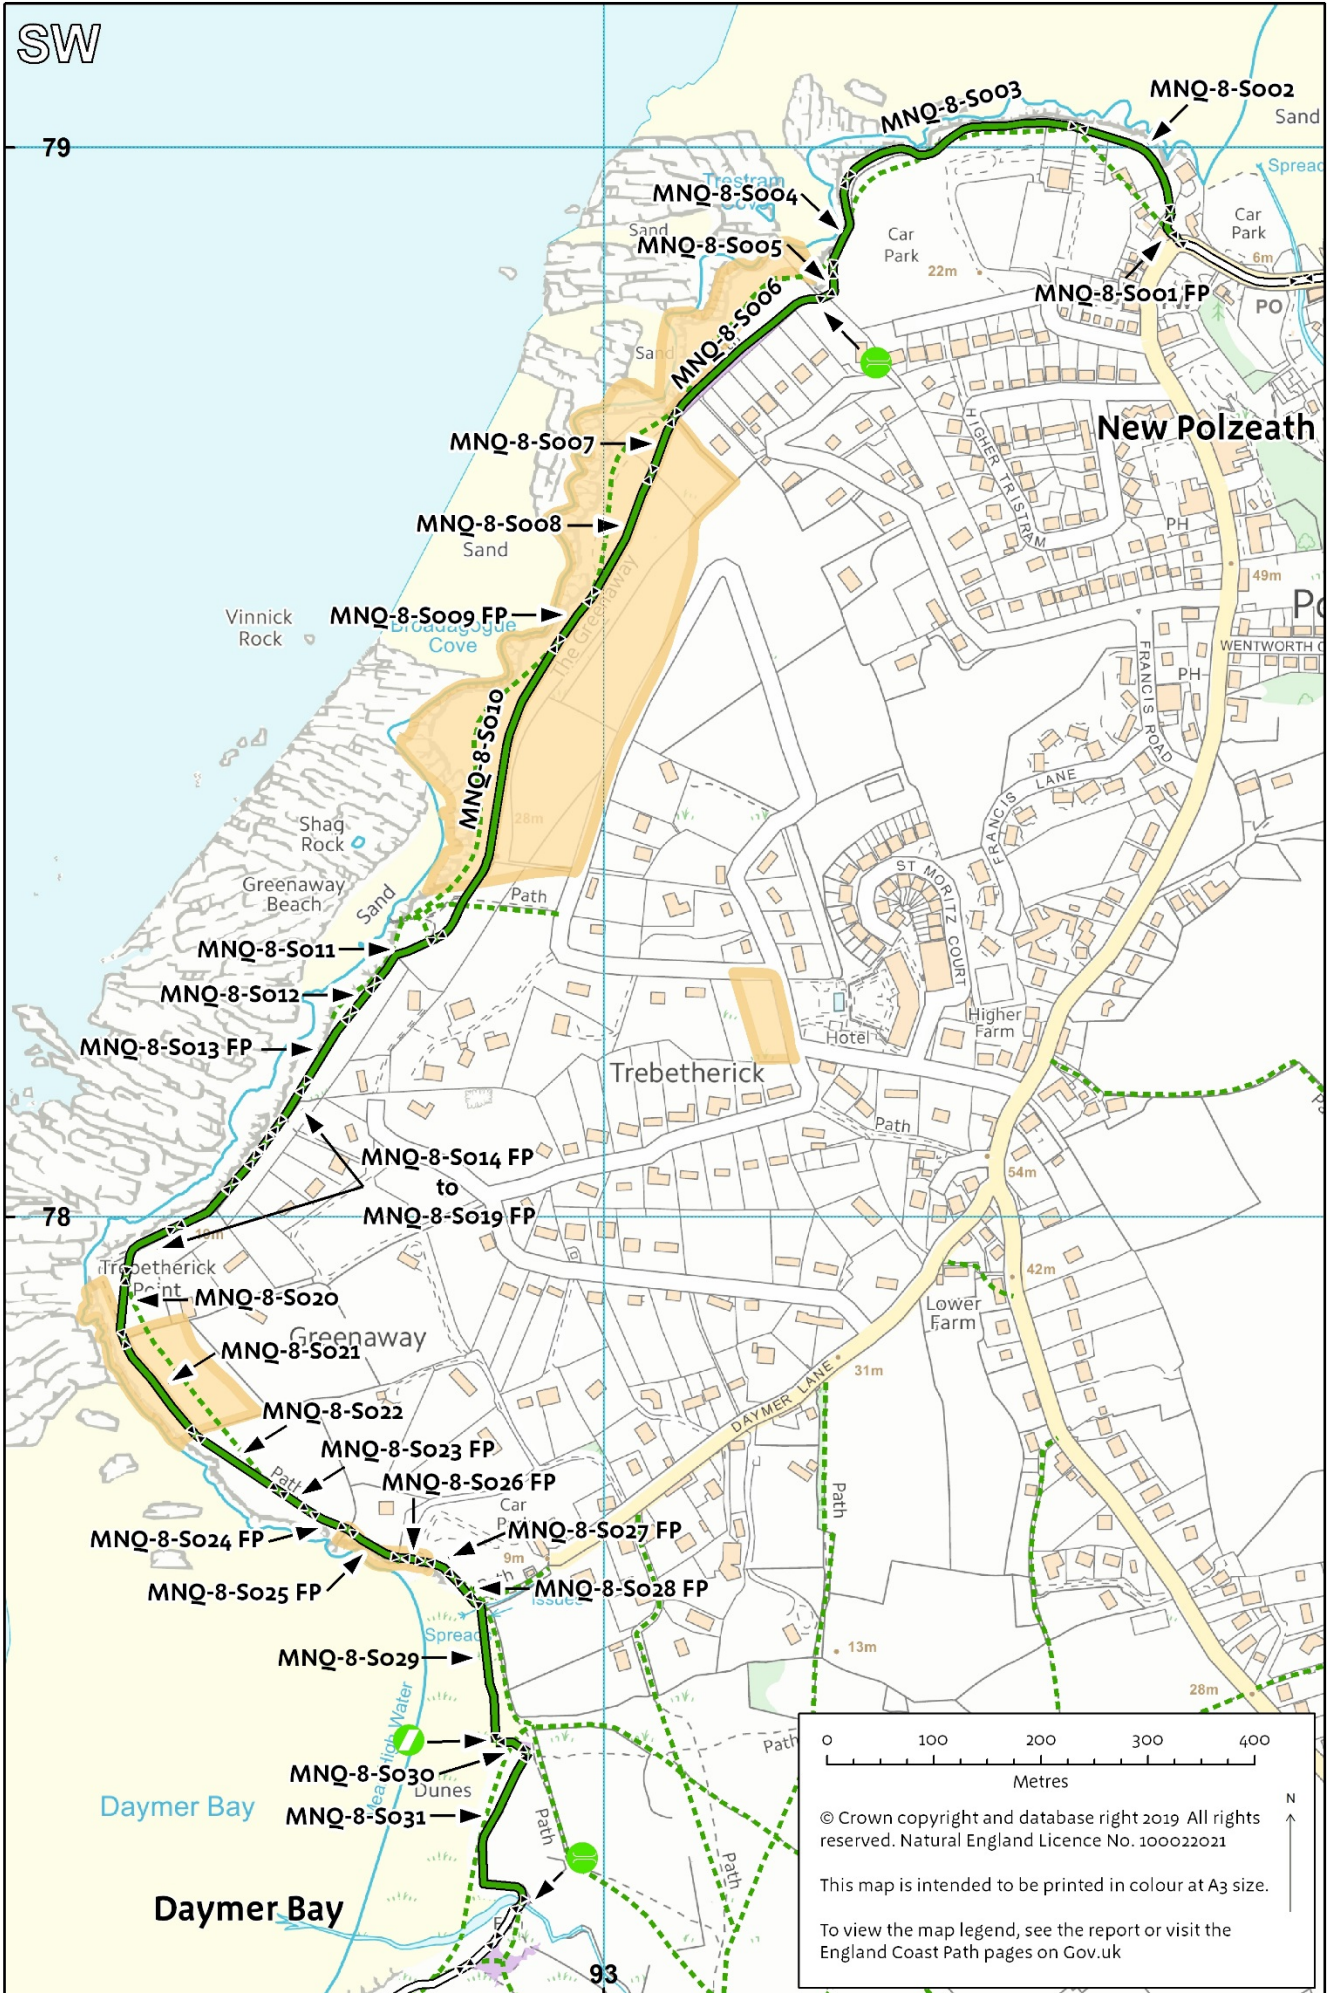 SW
79
MNQ-8-S003
MNQ-8-S002
Sand
Trestram
Cove
MNQ-8-S004
Sand
MNQ-8-S005
Car
Park
22m
Car
Park
6m
MNQ-8-S001 FP
PO
MNQ-8-S006
Sand
New Polzeath
MNQ-8-S007
HIGHER TRISTRAM
MNQ-8-S008
Sand
PH
49m
The Greenaway
MNQ-8-S009 FP
Vinnick
Rock
Broadagogue
Cove
WENTWORTH
FRANCIS ROAD
PH
MNQ-8-S010
28m
FRANCIS LANE
Shag
Rock
Greenaway
Beach
Sand
Path
ST MORITZ COURT
MNQ-8-S011
MNQ-8-S012
MNQ-8-S013 FP
Hotel
Higher
Farm
Trebetherick
Path
MNQ-8-S014 FP
to
MNQ-8-S019 FP
54m
78
Trebetherick
Point
MNQ-8-S020
42m
Lower
Farm
Greenaway
MNQ-8-S021
31m
DAYMER LANE
MNQ-8-S022
MNQ-8-S023 FP
Path
MNQ-8-S026 FP
Path
Car
MNQ-8-S024 FP
MNQ-8-S027 FP
9m
MNQ-8-S025 FP
MNQ-8-S028 FP
Issues
Spreads
MNQ-8-S029
13m
28m
Mean High Water
Path
MNQ-8-S030
Dunes
MNQ-8-S031
Daymer Bay
Path
Path
Daymer Bay
93
0 100 200 300 400
Metres
N
© Crown copyright and database right 2019 All rights
reserved. Natural England Licence No. 100022021
This map is intended to be printed in colour at A3 size.
To view the map legend, see the report or visit the
England Coast Path pages on Gov.uk